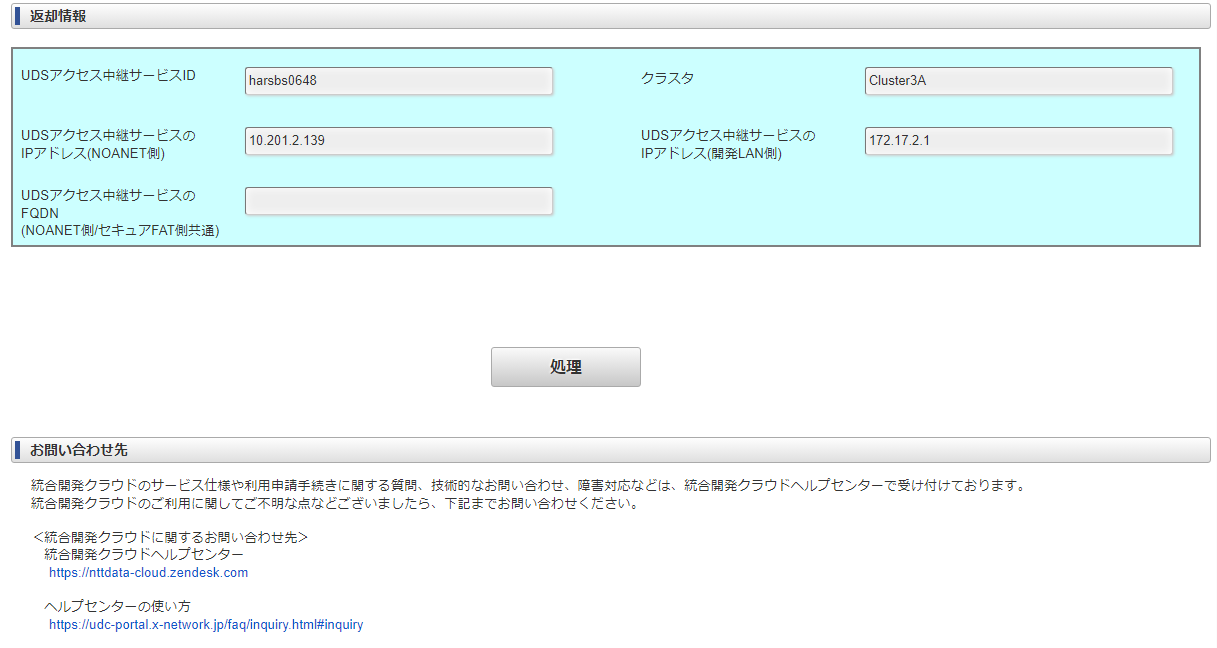 返却情報
UDSアクセス中継サービスID
harsbs0648
クラスタ
Cluster3A
UDSアクセス中継サービスの
IPアドレス(NOANET側)
10.201.2.139
UDSアクセス中継サービスの
IPアドレス(開発LAN側)
172.17.2.1
UDSアクセス中継サービスの
FQDN
(NOANET側/セキュアFAT側共通)
処理
お問い合わせ先
統合開発クラウドのサービス仕様や利用申請手続きに関する質問、技術的なお問い合わせ、障害対応などは、統合開発クラウドヘルプセンターで受け付けております。
統合開発クラウドのご利用に関してご不明な点などございましたら、下記までお問い合わせください。
＜統合開発クラウドに関するお問い合わせ先＞
統合開発クラウドヘルプセンター
https://nttdata-cloud.zendesk.com
ヘルプセンターの使い方
https://udc-portal.x-network.jp/faq/inquiry.html#inquiry